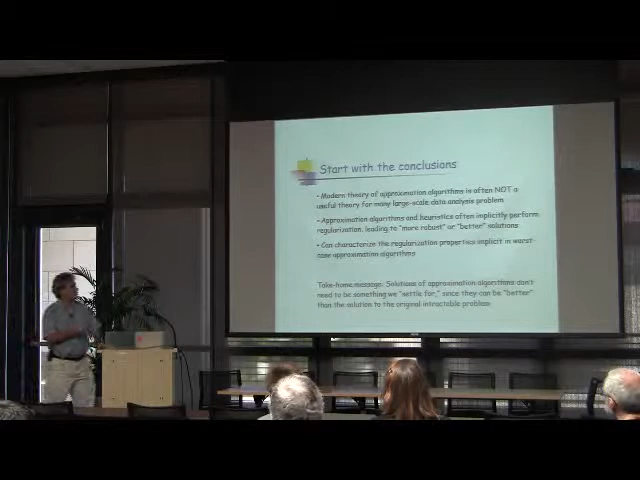 Start with the conclusions
• Modern theory of approximation algorithms is often NOT a
useful theory for many large-scale data analysis problem
• Approximation algorithms and heuristics often implicitly perform
regularization, leading to "more robust" or "better" solutions
• Can characterize the regularization properties implicit in worst-
case approximation algorithms
Take-home message: Solutions of approximation algorithms don't
need to be something we "settle for," since they can be "better"
than the solution to the original intractable problem